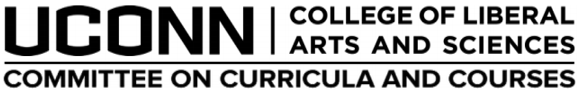 UCONN
COLLEGE OF LIBERAL
ARTS AND SCIENCES
COMMITTEE ON CURRICULA AND COURSES